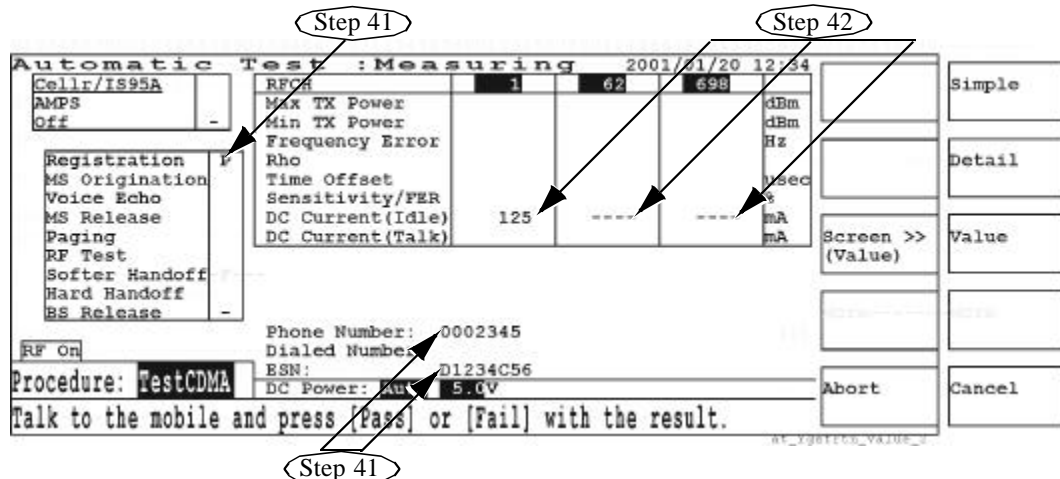 Step 41
Step 42
Automatic Test :Measuring 2001/01/20 12:34
Cellr/IS95A
AMPS
Off -
Registration P
MS Origination
Voice Echo
MS Release
Paging
RF Test
Softer Handoff
Hard Handoff
BS Release -
RFCH 1 62 698
Max TX Power dBm
Min TX Power dBm
Frequency Error Hz
Rho
Time Offset usec
Sensitivity/FER %
DC Current(Idle) 125 ---- ---- mA
DC Current(Talk) mA
Phone Number: 0002345
Dialed Number
ESN: D1234C56
DC Power: Aut 5.0V
RF On
Procedure: TestCDMA
Talk to the mobile and press [Pass] or [Fail] with the result.
Screen >>
(Value)
Abort
Simple
Detail
Value
Cancel
Step 41